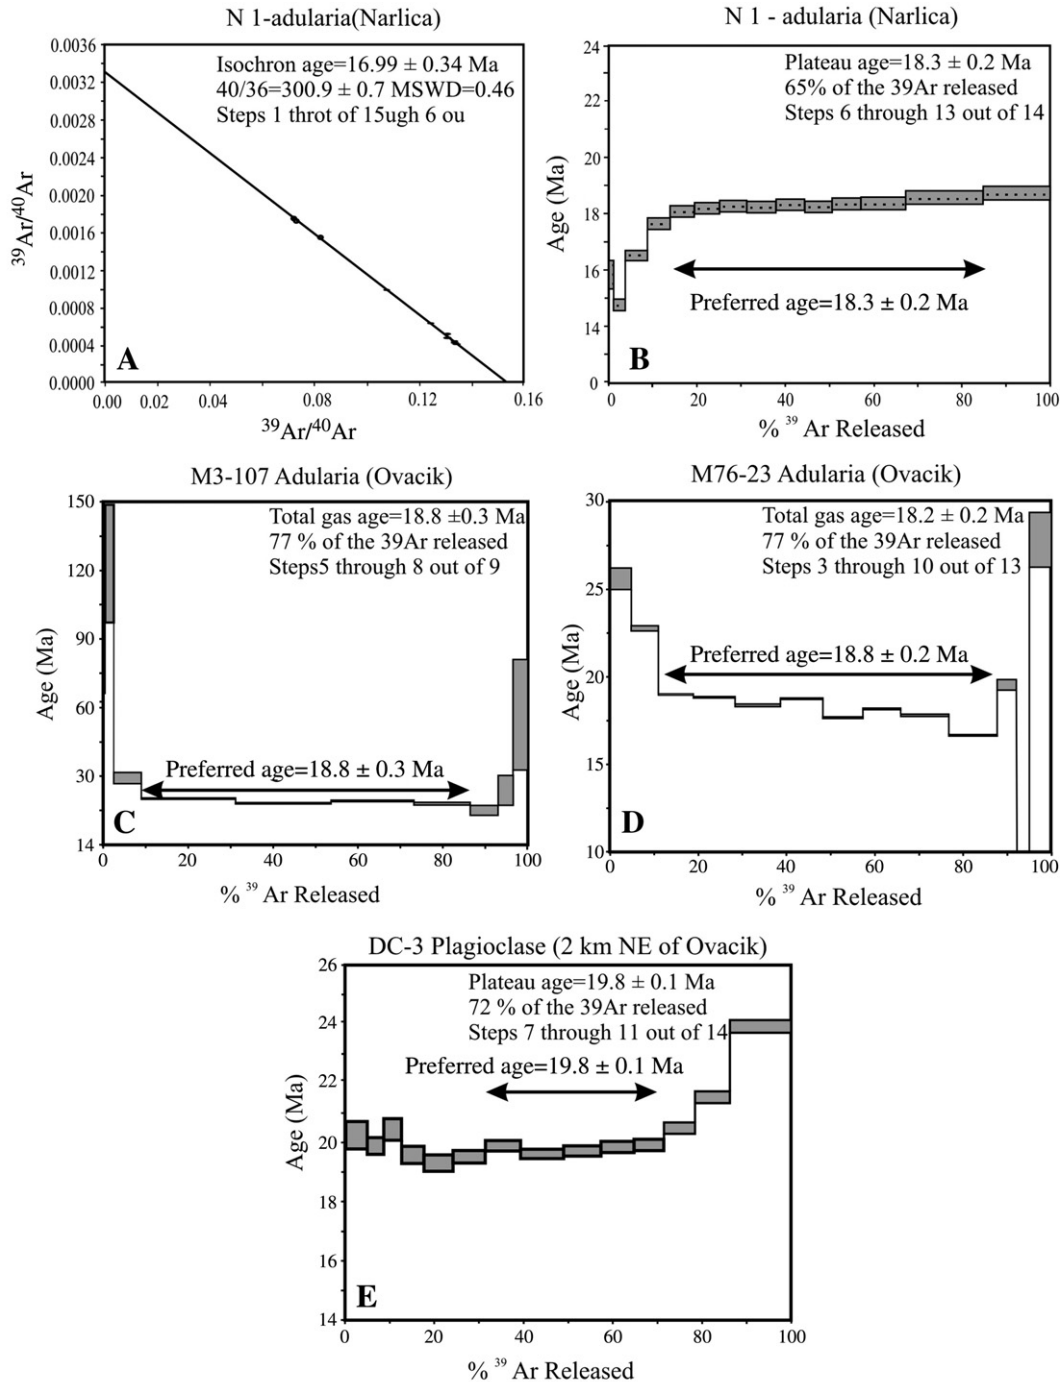 N 1-adularia(Narlica)
0.0036
0.0032
0.0028
0.0024
0.0020
0.0016
0.0012
0.0008
0.0004
0.0000
³⁹Ar/⁴⁰Ar
Isochron age=16.99 ± 0.34 Ma
40/36=300.9 ± 0.7 MSWD=0.46
Steps 1 throt of 15ugh 6 ou
A
0.00 0.02 0.04 0.08 0.12 0.16
³⁹Ar/⁴⁰Ar
N 1 - adularia (Narlica)
24
22
20
18
16
14
0
Age (Ma)
Plateau age=18.3 ± 0.2 Ma
65% of the 39Ar released
Steps 6 through 13 out of 14
Preferred age=18.3 ± 0.2 Ma
B
0 20 40 60 80 100
% ³⁹ Ar Released
M3-107 Adularia (Ovacik)
150
120
90
60
30
14
Age (Ma)
Total gas age=18.8 ±0.3 Ma
77 % of the 39Ar released
Steps5 through 8 out of 9
Preferred age=18.8 ± 0.3 Ma
C
0 20 40 60 80 100
% ³⁹ Ar Released
M76-23 Adularia (Ovacik)
30
25
20
15
10
Age (Ma)
Total gas age=18.2 ± 0.2 Ma
77 % of the 39Ar released
Steps 3 through 10 out of 13
Preferred age=18.8 ± 0.2 Ma
D
0 20 40 60 80 100
% ³⁹ Ar Released
DC-3 Plagioclase (2 km NE of Ovacik)
26
24
22
20
18
16
14
Age (Ma)
Plateau age=19.8 ± 0.1 Ma
72 % of the 39Ar released
Steps 7 through 11 out of 14
Preferred age=19.8 ± 0.1 Ma
E
0 20 40 60 80 100
% ³⁹ Ar Released